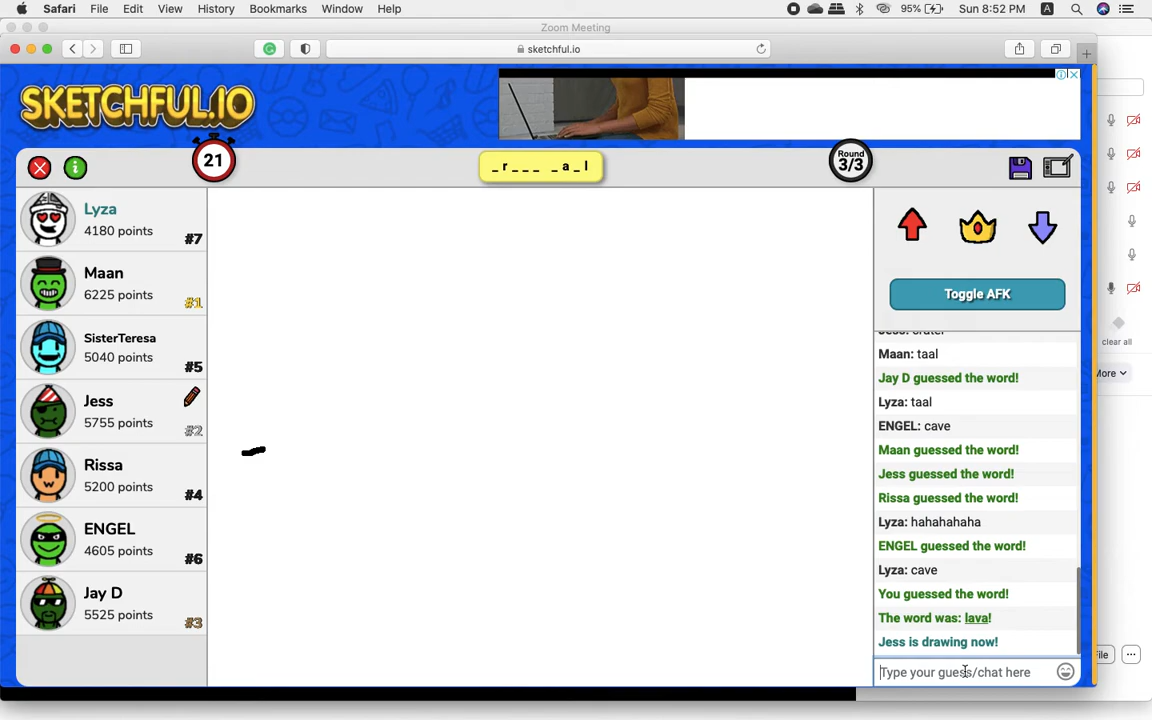 Safari File Edit View History Bookmarks Window Help 95% Sun 8:52 PM A
Zoom Meeting
sketchful.io
SKETCHFUL.IO
21
_r___ _a_l
Round
3/3
Lyza
4180 points
#7
Maan
6225 points
#1
SisterTeresa
5040 points
#5
Jess
5755 points
#2
Rissa
5200 points
#4
ENGEL
4605 points
#6
Jay D
5525 points
#3
Toggle AFK
Maan: taal
Jay D guessed the word!
Lyza: taal
ENGEL: cave
Maan guessed the word!
Jess guessed the word!
Rissa guessed the word!
Lyza: hahahahaha
ENGEL guessed the word!
Lyza: cave
You guessed the word!
The word was: lava!
Jess is drawing now!
Type your guess/chat here
clear all
More
File